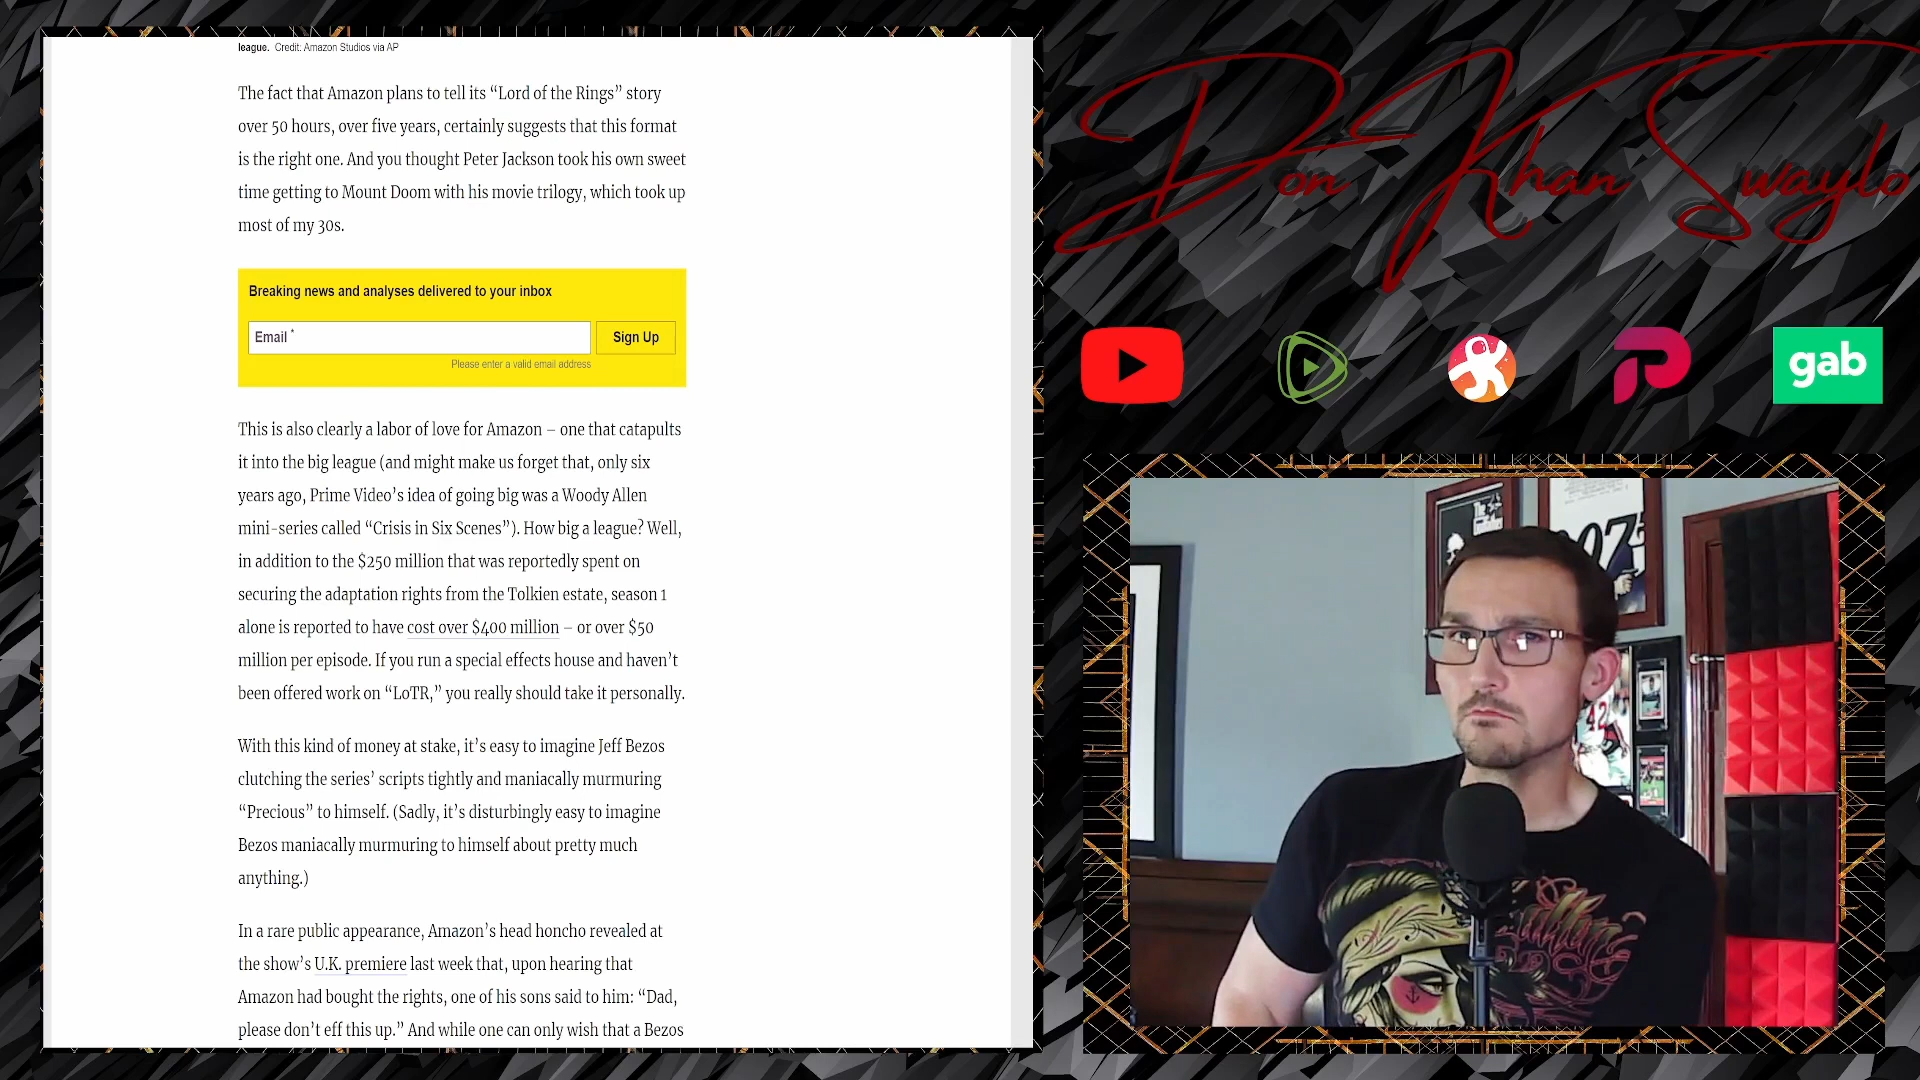 league. Credit: Amazon Studios via AP
The fact that Amazon plans to tell its “Lord of the Rings” story
over 50 hours, over five years, certainly suggests that this format
is the right one. And you thought Peter Jackson took his own sweet
time getting to Mount Doom with his movie trilogy, which took up
most of my 30s.
Breaking news and analyses delivered to your inbox
Email *
Sign Up
Please enter a valid email address
This is also clearly a labor of love for Amazon – one that catapults
it into the big league (and might make us forget that, only six
years ago, Prime Video’s idea of going big was a Woody Allen
mini-series called “Crisis in Six Scenes”). How big a league? Well,
in addition to the $250 million that was reportedly spent on
securing the adaptation rights from the Tolkien estate, season 1
alone is reported to have cost over $400 million – or over $50
million per episode. If you run a special effects house and haven’t
been offered work on “LoTR,” you really should take it personally.
With this kind of money at stake, it’s easy to imagine Jeff Bezos
clutching the series’ scripts tightly and maniacally murmuring
“Precious” to himself. (Sadly, it’s disturbingly easy to imagine
Bezos maniacally murmuring to himself about pretty much
anything.)
In a rare public appearance, Amazon’s head honcho revealed at
the show’s U.K. premiere last week that, upon hearing that
Amazon had bought the rights, one of his sons said to him: “Dad,
please don’t eff this up.” And while one can only wish that a Bezos
Don Khan Swaylo
gab
007
42